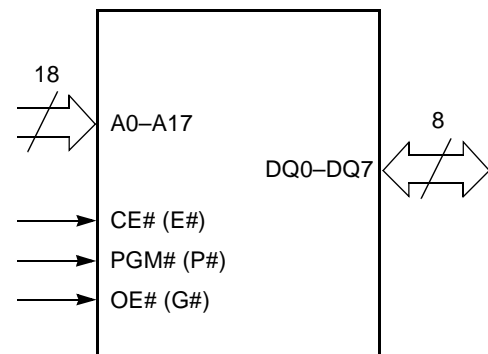 18
A0–A17
8
DQ0–DQ7
CE# (E#)
PGM# (P#)
OE# (G#)